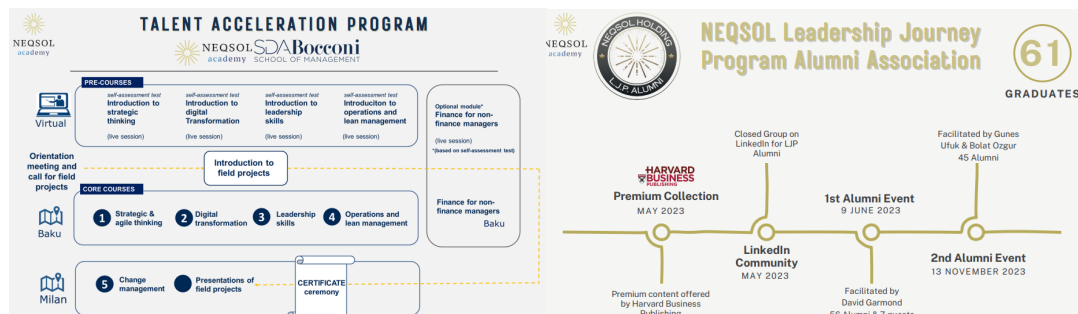 NEQSOL
academy
TALENT ACCELERATION PROGRAM
NEQSOL
academy
SDA Bocconi
SCHOOL OF MANAGEMENT
PRE-COURSES
Virtual
self-assessment test
Introduction to
strategic
thinking
(live session)
self-assessment test
Introduction to
digital
Transformation
(live session)
self-assessment test
Introduction to
leadership
skills
(live session)
self-assessment test
Introduciton to
operations and
lean management
(live session)
Optional module*
Finance for non-
finance managers
(live session)
*(based on self-assessment test)
Orientation
meeting and
call for field
projects
Introduction to
field projects
CORE COURSES
Baku
1 Strategic &
agile thinking
2 Digital
transformation
3 Leadership
skills
4 Operations and
lean management
Finance for non-
finance managers
Baku
Milan
5 Change
management
Presentations of
field projects
CERTIFICATE
ceremony
NEQSOL
academy
NEQSOL HOLDING
L.J.P. ALUMNI
NEQSOL Leadership Journey
Program Alumni Association
61
GRADUATES
HARVARD
BUSINESS
PUBLISHING
Premium Collection
MAY 2023
Premium content offered
by Harvard Business
Publishing
Closed Group on
LinkedIn for LJP
Alumni
LinkedIn
Community
MAY 2023
1st Alumni Event
9 JUNE 2023
Facilitated by
David Garmond
56 Alumni & 7 guests
Facilitated by Gunes
Ufuk & Bolat Ozgur
45 Alumni
2nd Alumni Event
13 NOVEMBER 2023